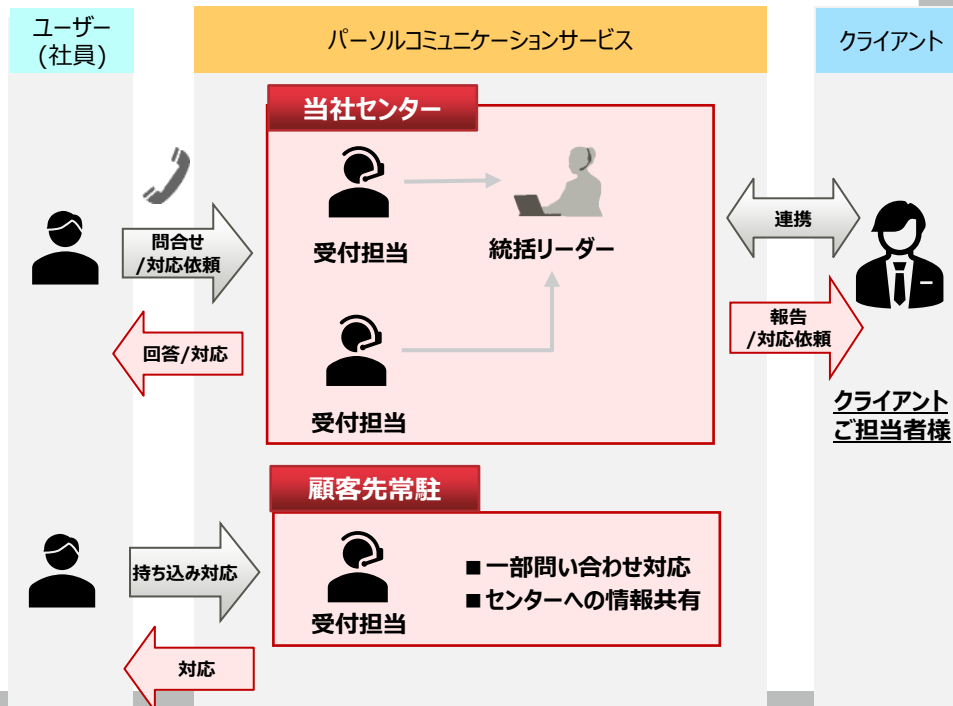 ユーザー
(社員)
パーソルコミュニケーションサービス
クライアント
当社センター
受付担当
統括リーダー
問合せ
/対応依頼
連携
回答/対応
報告
/対応依頼
受付担当
クライアント
ご担当者様
顧客先常駐
持ち込み対応
■一部問い合わせ対応
■センターへの情報共有
受付担当
対応